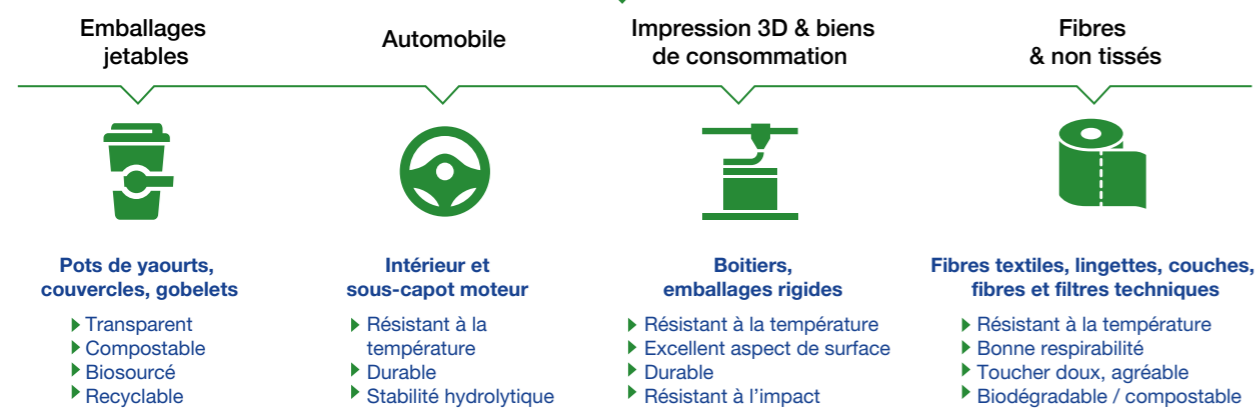 Emballages
jetables
Automobile
Impression 3D & biens
de consommation
Fibres
& non tissés
Pots de yaourts,
couvercles, gobelets
Transparent
Compostable
Biosourcé
Recyclable
Intérieur et
sous-capot moteur
Résistant à la
température
Durable
Stabilité hydrolytique
Boitiers,
emballages rigides
Résistant à la température
Excellent aspect de surface
Durable
Résistant à l'impact
Fibres textiles, lingettes, couches,
fibres et filtres techniques
Résistant à la température
Bonne respirabilité
Toucher doux, agréable
Biodégradable / compostable